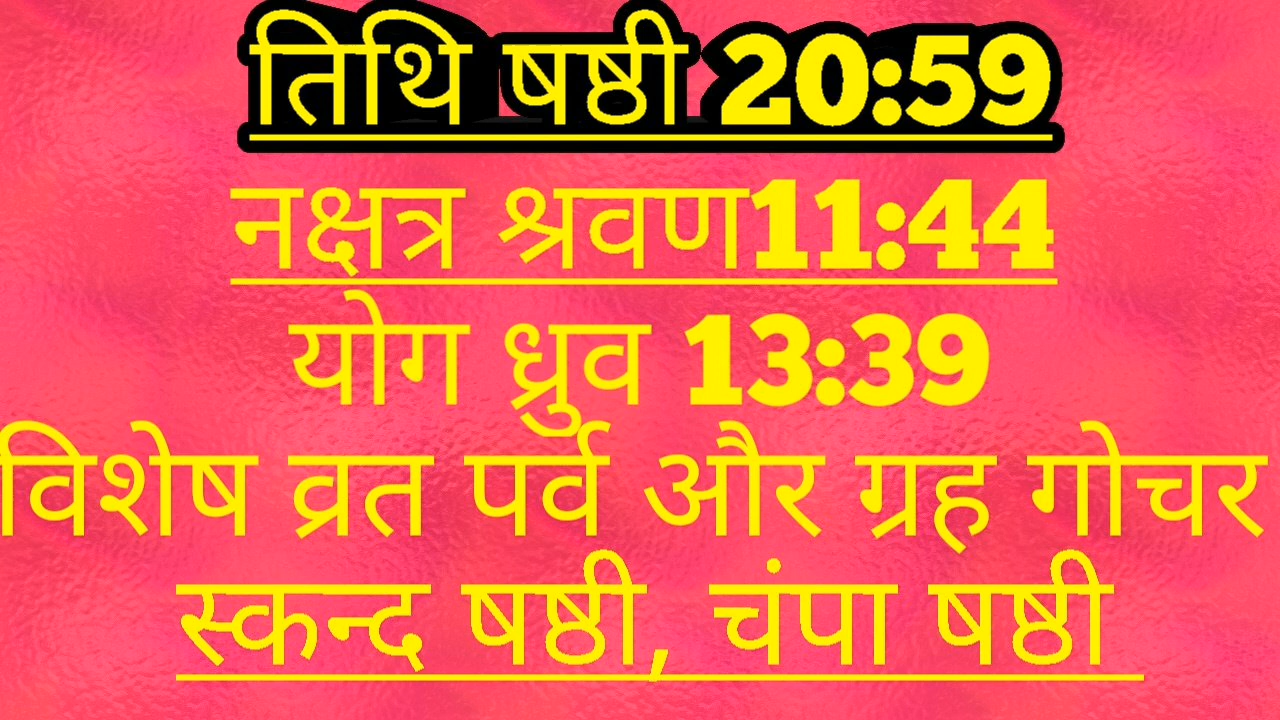 तिथि षष्ठी 20:59
नक्षत्र श्रवण11:44
योग ध्रुव 13:39
विशेष व्रत पर्व और ग्रह गोचर
स्कन्द षष्ठी, चंपा षष्ठी